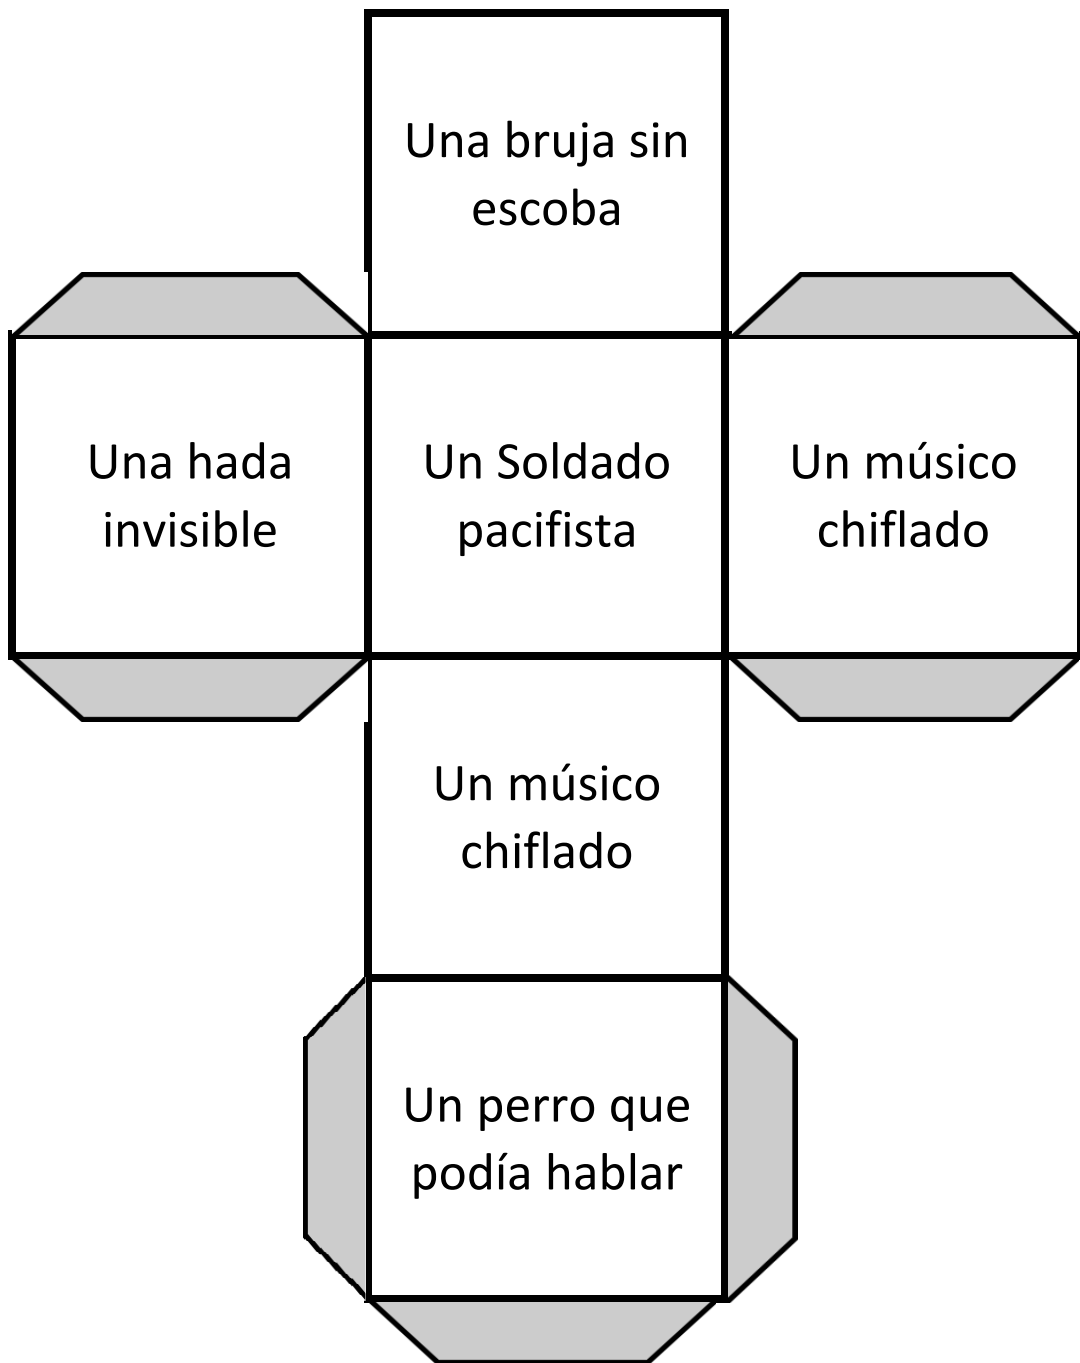 Una bruja sin
escoba
Una hada
invisible
Un Soldado
pacifista
Un músico
chiflado
Un músico
chiflado
Un perro que
podía hablar